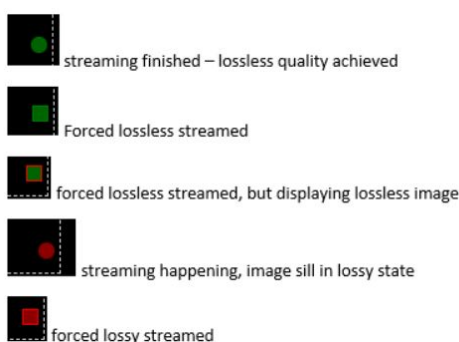 streaming finished – lossless quality achieved
Forced lossless streamed
forced lossless streamed, but displaying lossless image
streaming happening, image sill in lossy state
forced lossy streamed